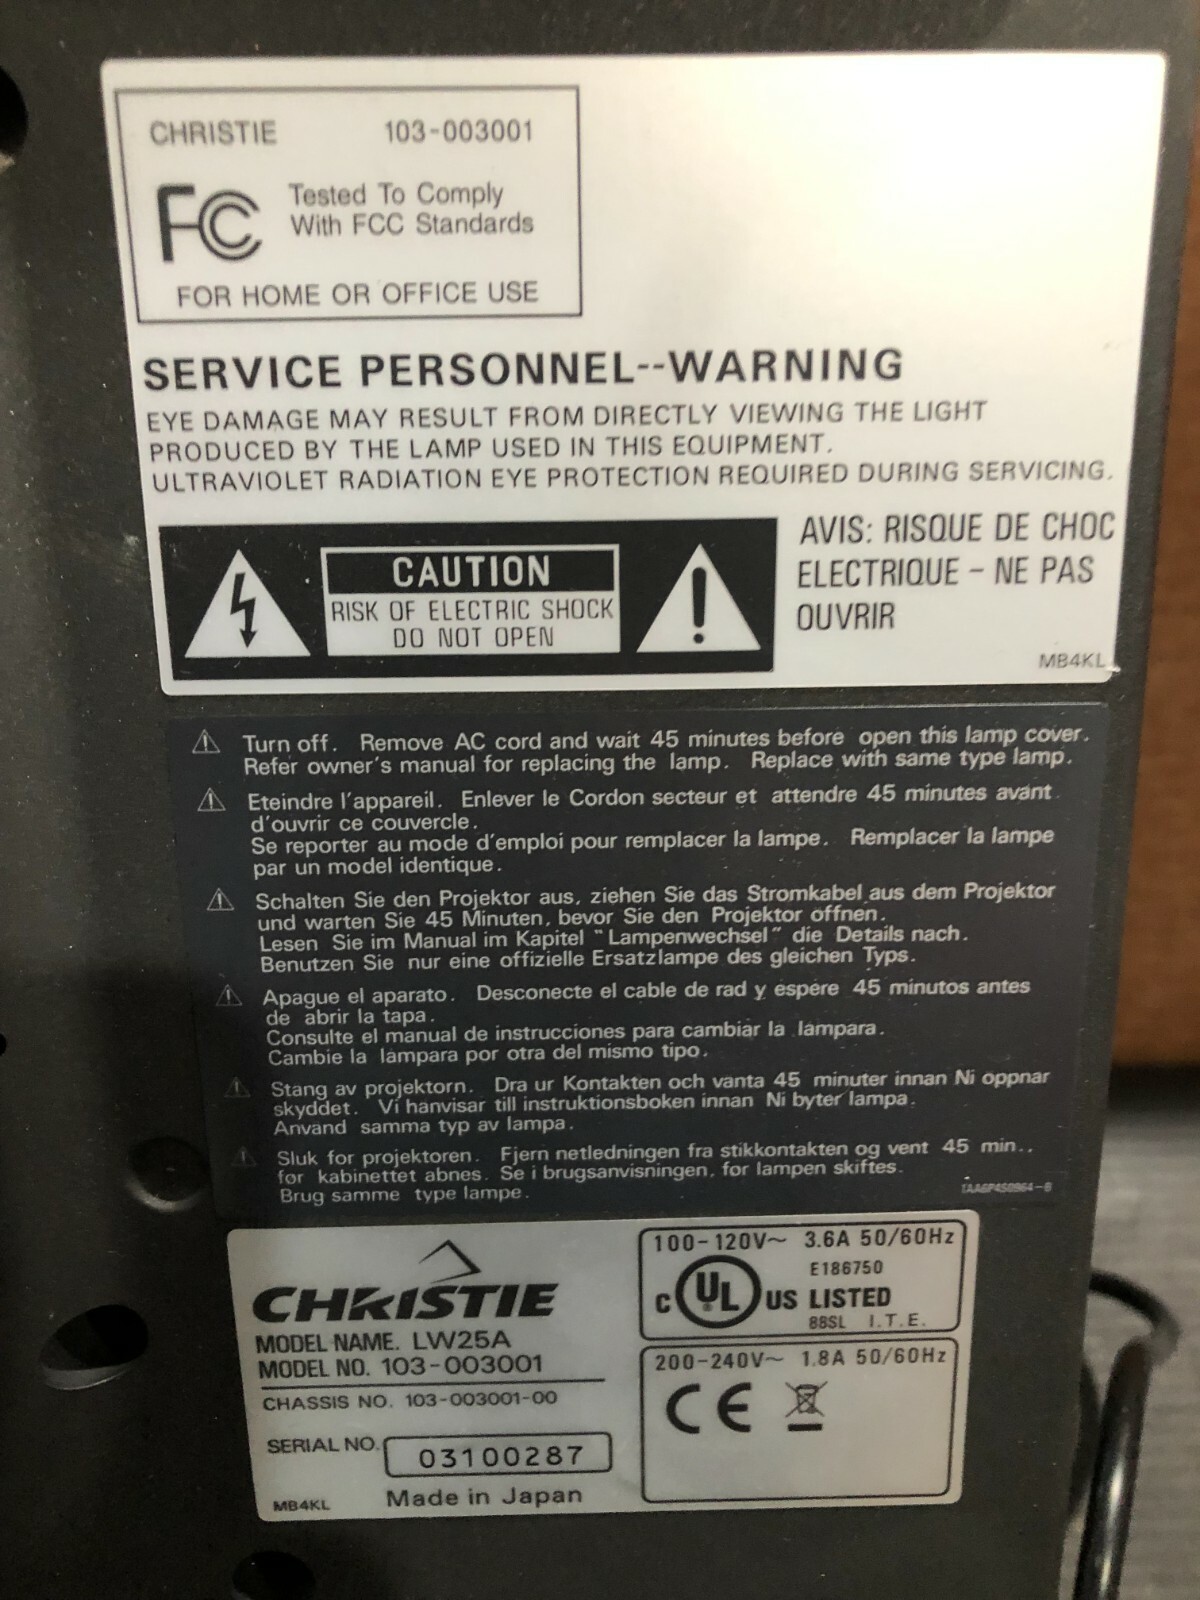 CHRISTIE 103-003001
FC Tested To Comply
With FCC Standards
FOR HOME OR OFFICE USE
SERVICE PERSONNEL--WARNING
EYE DAMAGE MAY RESULT FROM DIRECTLY VIEWING THE LIGHT
PRODUCED BY THE LAMP USED IN THIS EQUIPMENT.
ULTRAVIOLET RADIATION EYE PROTECTION REQUIRED DURING SERVICING.
CAUTION
RISK OF ELECTRIC SHOCK
DO NOT OPEN
AVIS: RISQUE DE CHOC
ELECTRIQUE – NE PAS
OUVRIR
MB4KL
Turn off. Remove AC cord and wait 45 minutes before open this lamp cover.
Refer owner's manual for replacing the lamp. Replace with same type lamp.
Eteindre l'appareil. Enlever le Cordon secteur et attendre 45 minutes avant
d'ouvrir ce couvercle.
Se reporter au mode d'emploi pour remplacer la lampe. Remplacer la lampe
par un model identique.
Schalten Sie den Projektor aus, ziehen Sie das Stromkabel aus dem Projektor
und warten Sie 45 Minuten, bevor Sie den Projektor öffnen.
Lesen Sie im Manual im Kapitel "Lampenwechsel" die Details nach.
Benutzen Sie nur eine offizielle Ersatzlampe des gleichen Typs.
Apague el aparato. Desconecte el cable de rad y espere 45 minutos antes
de abrir la tapa.
Consulte el manual de instrucciones para cambiar la lámpara.
Cambie la lámpara por otra del mismo tipo.
Stäng av projektorn. Dra ur Kontakten och vänta 45 minuter innan Ni öppnar
skyddet. Vi hänvisar till instruktionsboken innan Ni byter lampa.
Använd samma typ av lampa.
Sluk for projektoren. Fjern netledningen fra stikkontakten og vent 45 min..
før kabinettet åbnes. Se i brugsanvisningen, for lampen skiftes.
Brug samme type lampe.
1AA6P4S0964-B
CHRISTIE
MODEL NAME. LW25A
MODEL NO. 103-003001
CHASSIS NO. 103-003001-00
SERIAL NO. 03100287
MB4KL Made in Japan
100-120V~ 3.6A 50/60Hz
E186750
C UL US LISTED
88SL I.T.E.
200-240V~ 1.8A 50/60Hz
CE